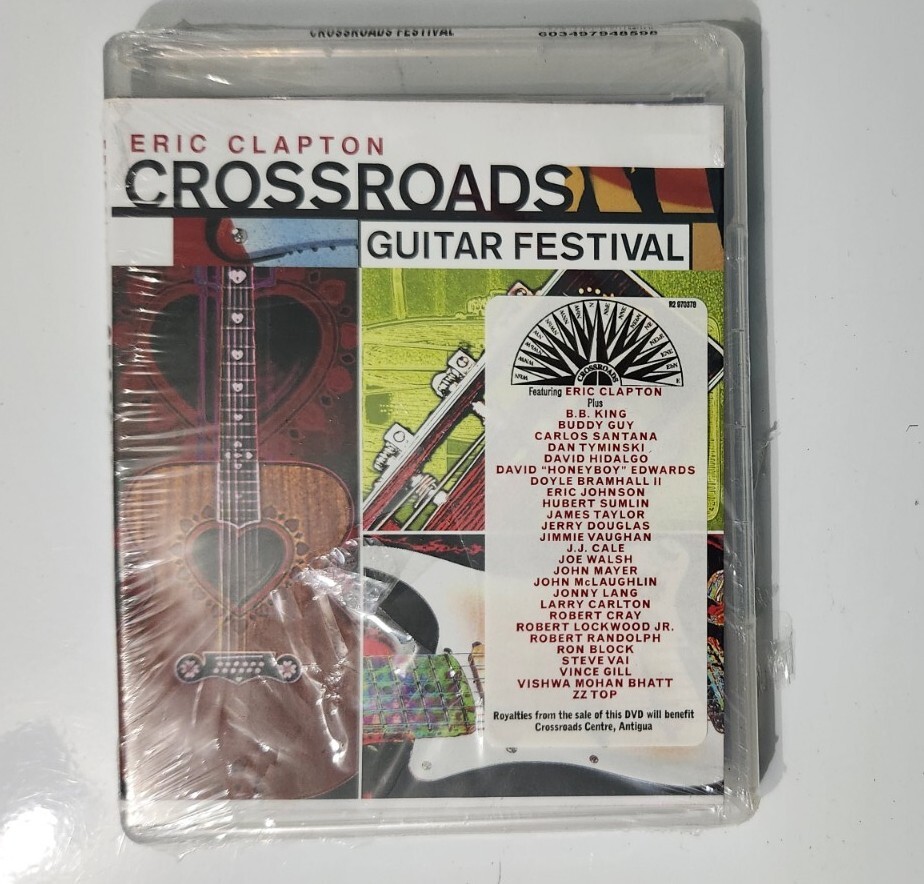 CROSSROADS FESTIVAL
603497948598
ERIC CLAPTON
CROSSROADS
GUITAR FESTIVAL
R2 970378
CROSSROADS
Featuring ERIC CLAPTON
Plus
B.B. KING
BUDDY GUY
CARLOS SANTANA
DAN TYMINSKI
DAVID HIDALGO
DAVID "HONEYBOY" EDWARDS
DOYLE BRAMHALL II
ERIC JOHNSON
HUBERT SUMLIN
JAMES TAYLOR
JERRY DOUGLAS
JIMMIE VAUGHAN
J.J. CALE
JOE WALSH
JOHN MAYER
JOHN McLAUGHLIN
JONNY LANG
LARRY CARLTON
ROBERT CRAY
ROBERT LOCKWOOD JR.
ROBERT RANDOLPH
RON BLOCK
STEVE VAI
VINCE GILL
VISHWA MOHAN BHATT
ZZ TOP
Royalties from the sale of this DVD will benefit
Crossroads Centre, Antigua